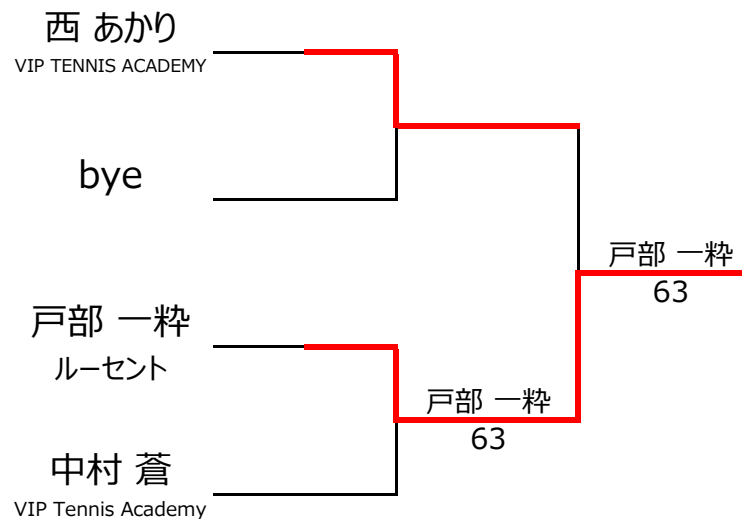 西 あかり
VIP TENNIS ACADEMY
bye
戸部 一粋
63
戸部 一粋
ルーセント
戸部 一粋
63
中村 蒼
VIP Tennis Academy